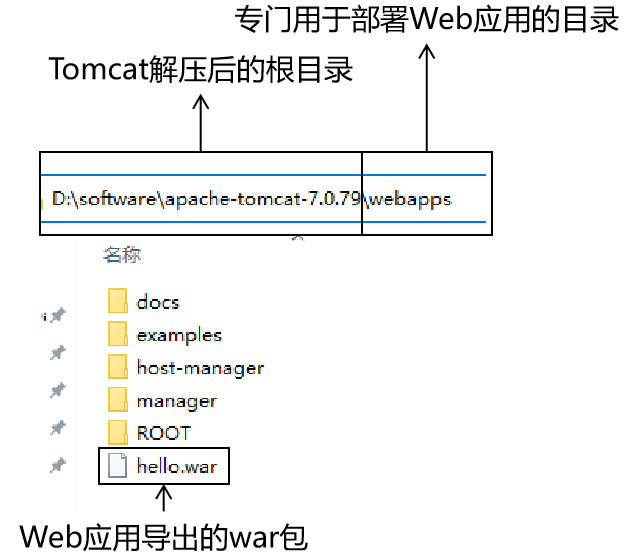 专门用于部署Web应用的目录
Tomcat解压后的根目录
D:\software\apache-tomcat-7.0.79\webapps
名称
docs
examples
host-manager
manager
ROOT
hello.war
Web应用导出的war包